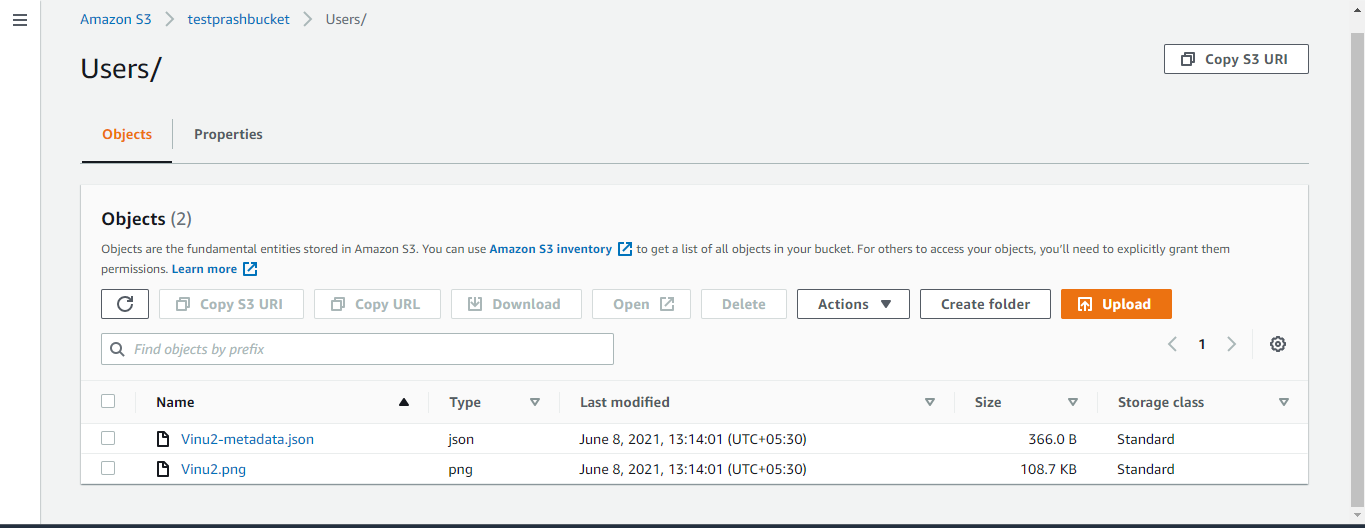 Amazon S3 > testprashbucket > Users/
Users/
Copy S3 URI
Objects
Properties
Objects (2)
Objects are the fundamental entities stored in Amazon S3. You can use Amazon S3 inventory to get a list of all objects in your bucket. For others to access your objects, you'll need to explicitly grant them
permissions. Learn more
Copy S3 URI Copy URL Download Open Delete Actions Create folder Upload
Find objects by prefix
1
Name Type Last modified Size Storage class
Vinu2-metadata.json json June 8, 2021, 13:14:01 (UTC+05:30) 366.0 B Standard
Vinu2.png png June 8, 2021, 13:14:01 (UTC+05:30) 108.7 KB Standard